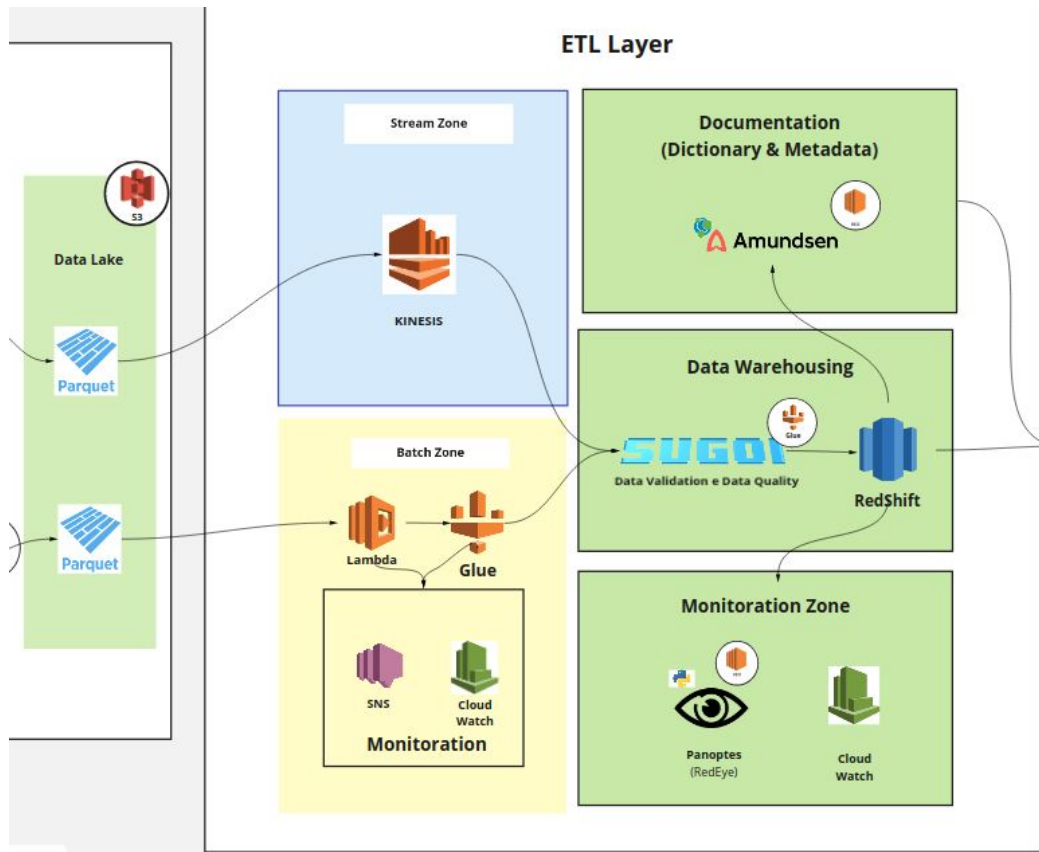 ETL Layer
S3
Data Lake
Parquet
Parquet
Stream Zone
KINESIS
Batch Zone
Lambda
Glue
SNS
Cloud
Watch
Monitoration
Documentation
(Dictionary & Metadata)
Amundsen
Data Warehousing
SUGOI
Glue
Data Validation e Data Quality
RedShift
Monitoration Zone
Panoptes
(RedEye)
Cloud
Watch